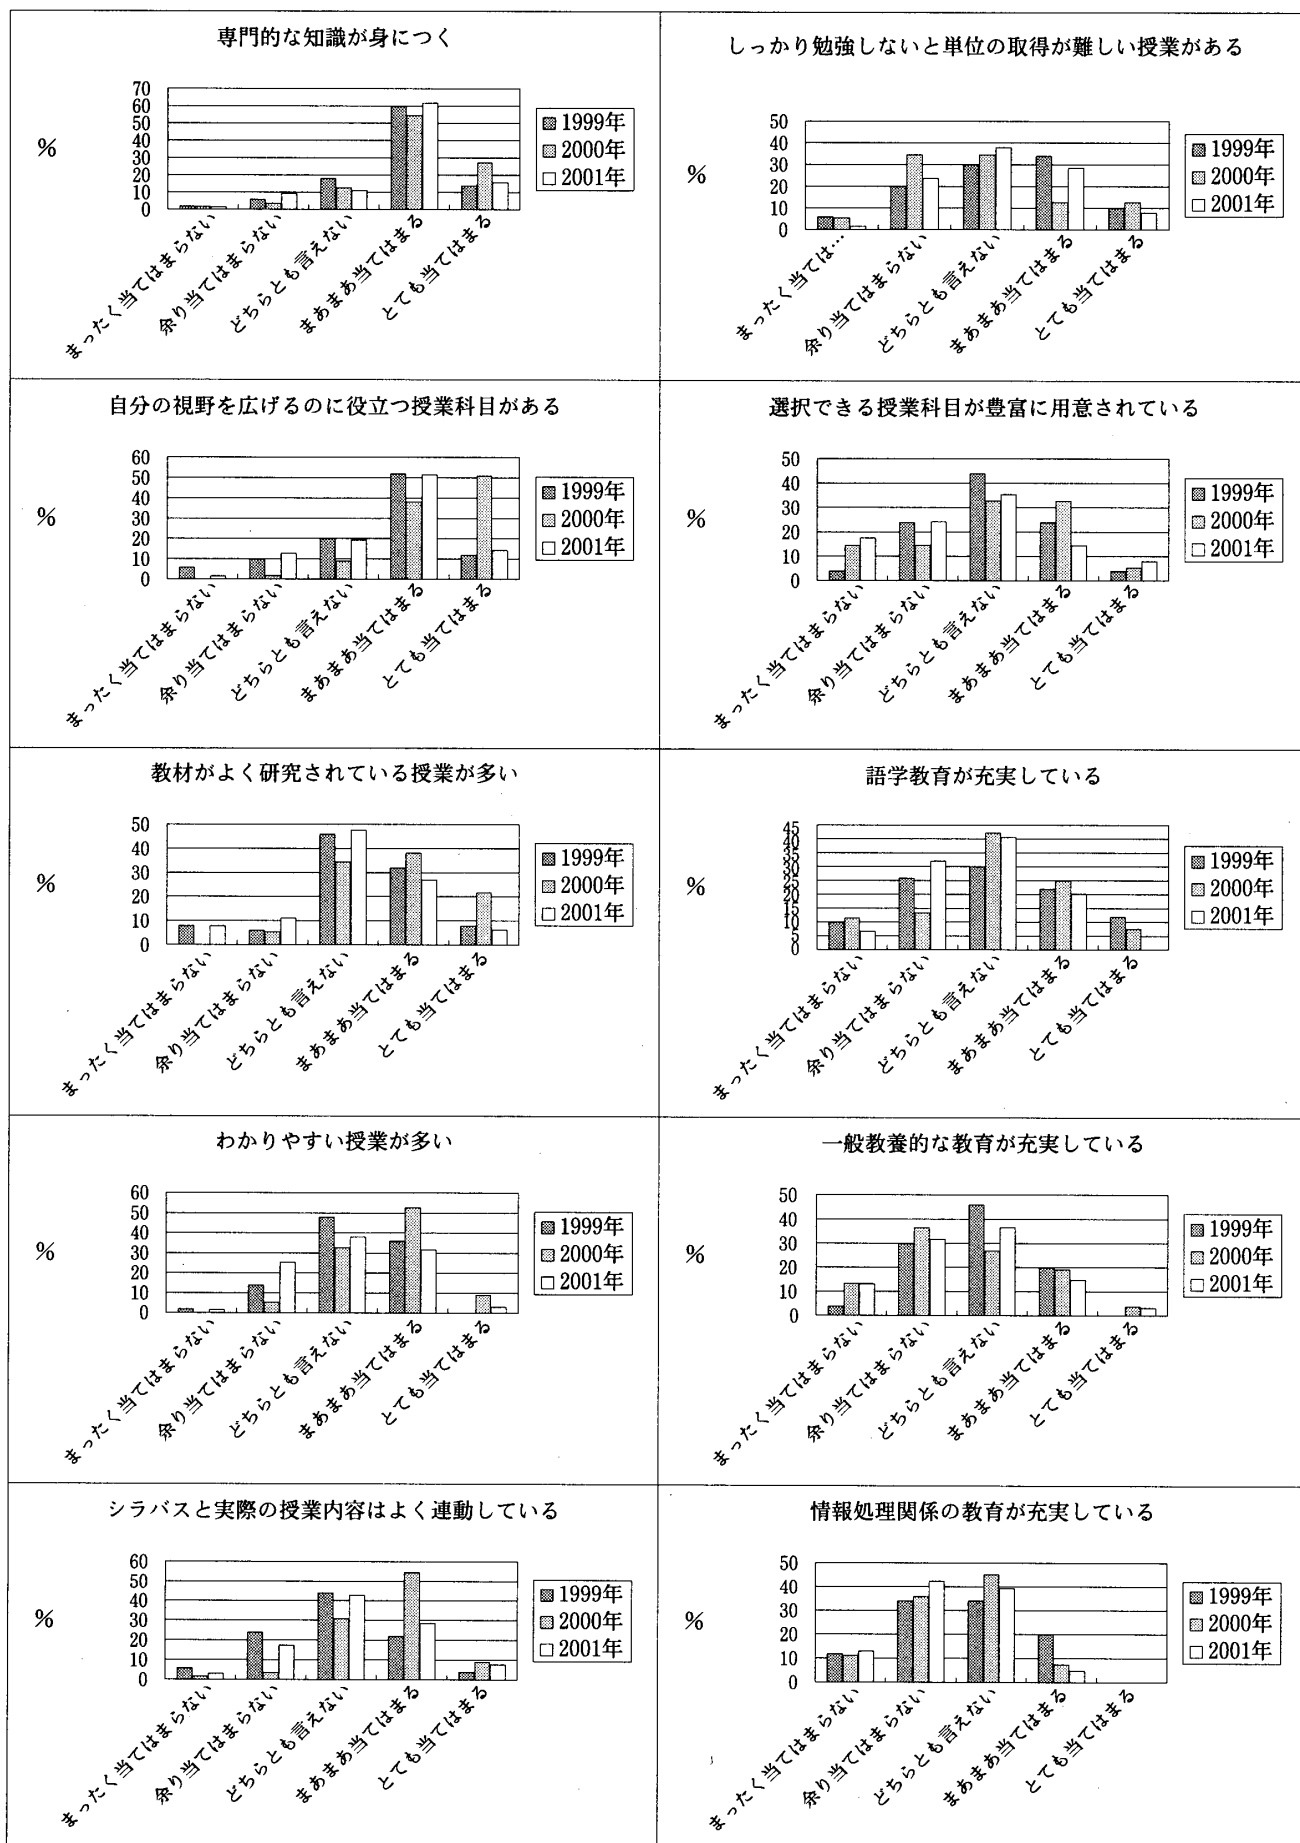 専門的な知識が身につく
%
70
60
50
40
30
20
10
0
1999年
2000年
2001年
まったく当てはまらない
余り当てはまらない
どちらとも言えない
まあまあ当てはまる
とても当てはまる
しっかり勉強しないと単位の取得が難しい授業がある
%
50
40
30
20
10
0
1999年
2000年
2001年
まったく当ては…
余り当てはまらない
どちらとも言えない
まあまあ当てはまる
とても当てはまる
自分の視野を広げるのに役立つ授業科目がある
%
60
50
40
30
20
10
0
1999年
2000年
2001年
まったく当てはまらない
余り当てはまらない
どちらとも言えない
まあまあ当てはまる
とても当てはまる
選択できる授業科目が豊富に用意されている
%
50
40
30
20
10
0
1999年
2000年
2001年
まったく当てはまらない
余り当てはまらない
どちらとも言えない
まあまあ当てはまる
とても当てはまる
教材がよく研究されている授業が多い
%
50
40
30
20
10
0
1999年
2000年
2001年
まったく当てはまらない
余り当てはまらない
どちらとも言えない
まあまあ当てはまる
とても当てはまる
語学教育が充実している
%
45
40
35
30
25
20
15
10
5
0
1999年
2000年
2001年
まったく当てはまらない
余り当てはまらない
どちらとも言えない
まあまあ当てはまる
とても当てはまる
わかりやすい授業が多い
%
60
50
40
30
20
10
0
1999年
2000年
2001年
まったく当てはまらない
余り当てはまらない
どちらとも言えない
まあまあ当てはまる
とても当てはまる
一般教養的な教育が充実している
%
50
40
30
20
10
0
1999年
2000年
2001年
まったく当てはまらない
余り当てはまらない
どちらとも言えない
まあまあ当てはまる
とても当てはまる
シラバスと実際の授業内容はよく連動している
%
60
50
40
30
20
10
0
1999年
2000年
2001年
まったく当てはまらない
余り当てはまらない
どちらとも言えない
まあまあ当てはまる
とても当てはまる
情報処理関係の教育が充実している
%
50
40
30
20
10
0
1999年
2000年
2001年
まったく当てはまらない
余り当てはまらない
どちらとも言えない
まあまあ当てはまる
とても当てはまる